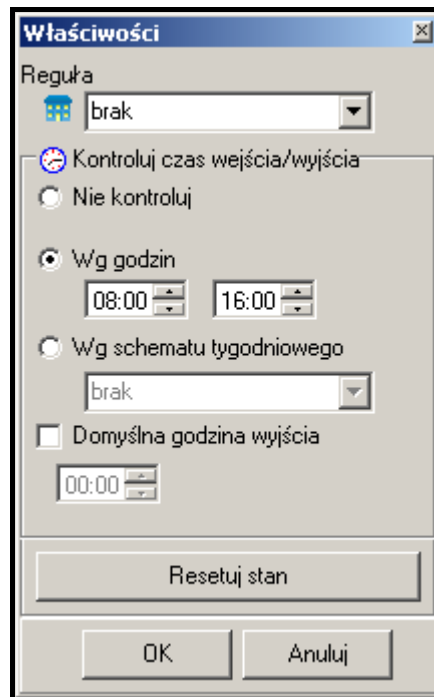 Właściwości
Reguła
brak
Kontroluj czas wejścia/wyjścia
Nie kontroluj
Wg godzin
08:00 16:00
Wg schematu tygodniowego
brak
Domyślna godzina wyjścia
00:00
Resetuj stan
OK Anuluj